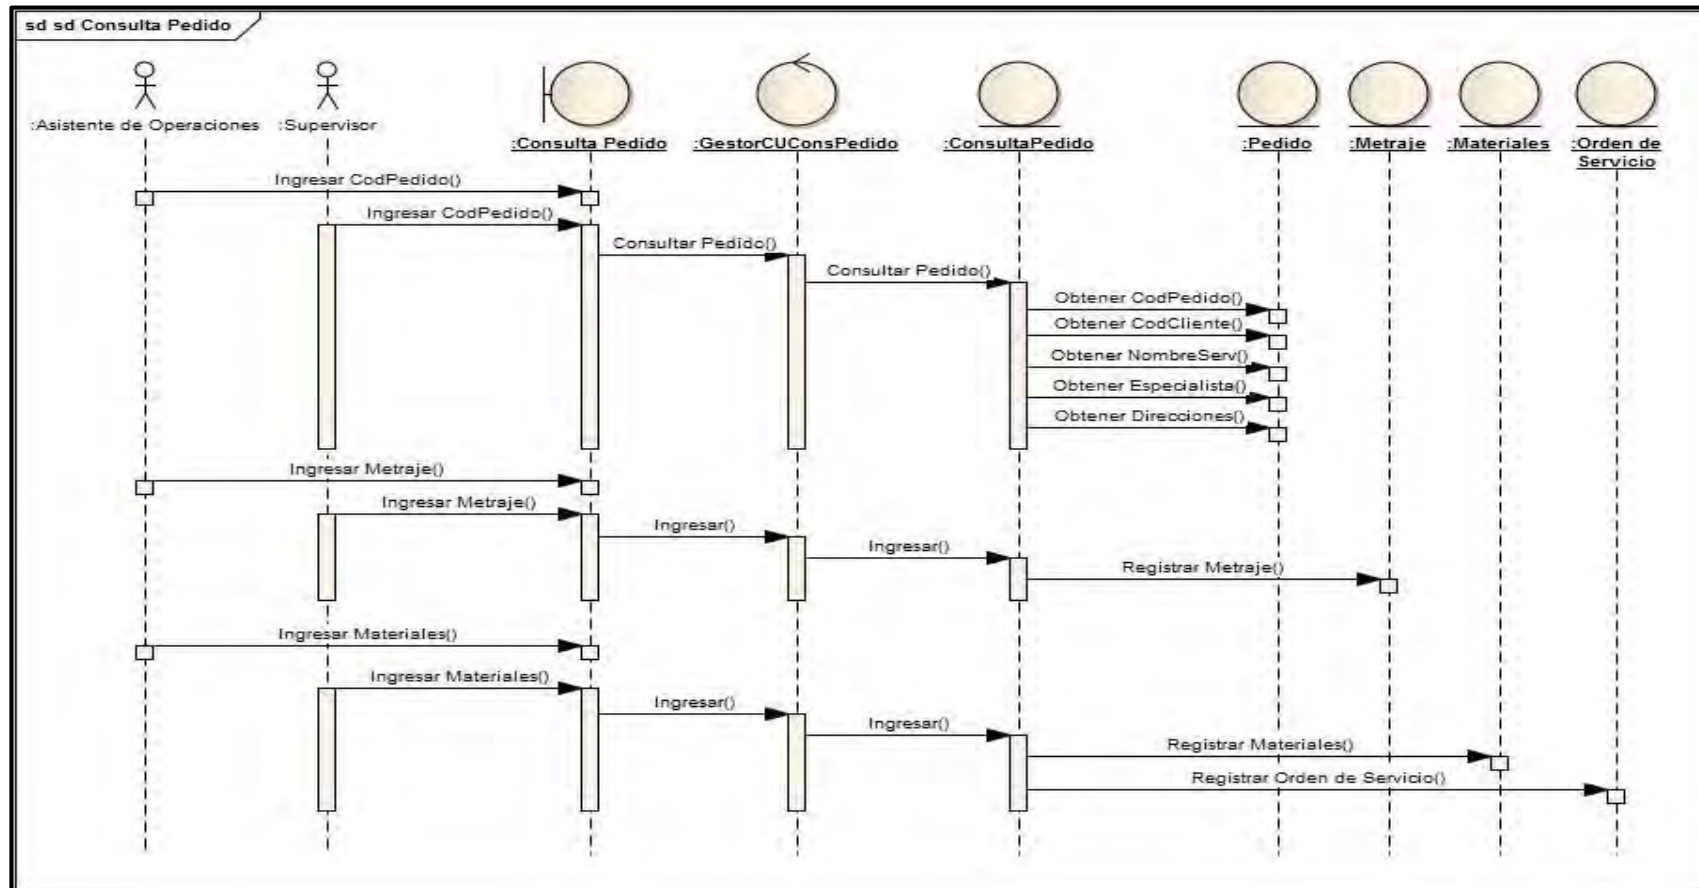 sd sd Consulta Pedido
:Asistente de Operaciones
:Supervisor
:Consulta Pedido
:GestorCUConsPedido
:ConsultaPedido
:Pedido
:Metraje
:Materiales
:Orden de
Servicio
Ingresar CodPedido()
Ingresar CodPedido()
Consultar Pedido()
Consultar Pedido()
Obtener CodPedido()
Obtener CodCliente()
Obtener NombreServ()
Obtener Especialista()
Obtener Direcciones()
Ingresar Metraje()
Ingresar Metraje()
Ingresar()
Ingresar()
Registrar Metraje()
Ingresar Materiales()
Ingresar Materiales()
Ingresar()
Ingresar()
Registrar Materiales()
Registrar Orden de Servicio()